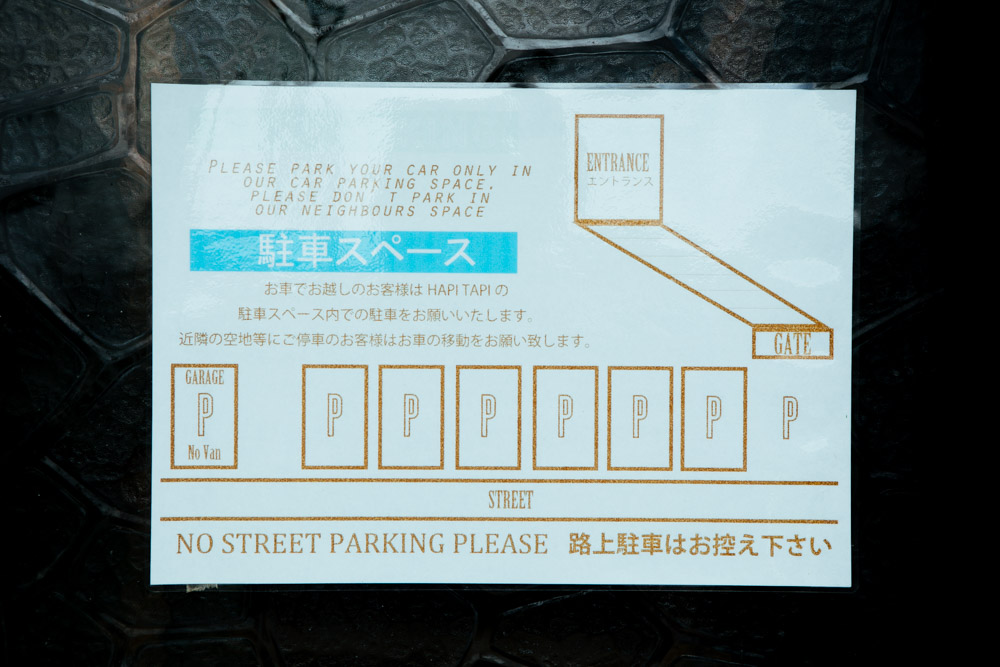 PLEASE PARK YOUR CAR ONLY IN
OUR CAR PARKING SPACE.
PLEASE DON T PARK IN
OUR NEIGHBOURS SPACE
駐車スペース
お車でお越しのお客様は HAPI TAPI の
駐車スペース内での駐車をお願いいたします。
近隣の空地等にご停車のお客様はお車の移動をお願い致します。
ENTRANCE
エントランス
GATE
GARAGE
P
No Van
P P P P P P P
STREET
NO STREET PARKING PLEASE 路上駐車はお控え下さい